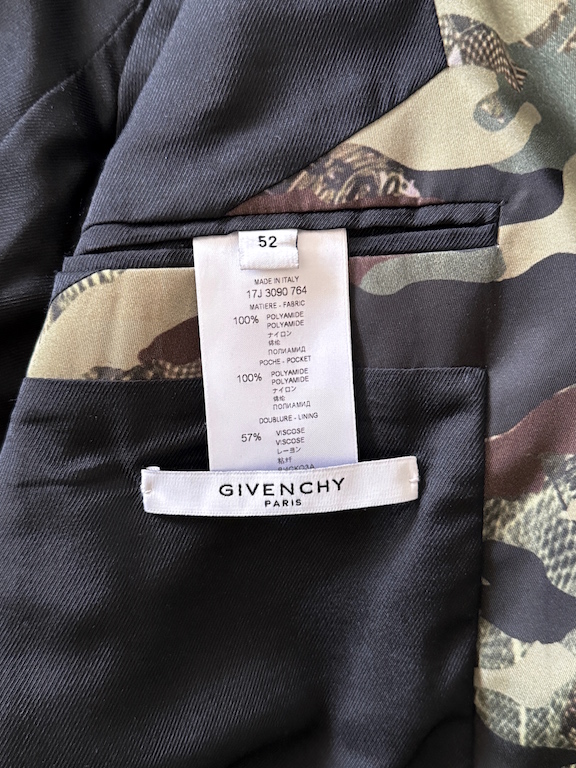 52
MADE IN ITALY
17J 3090 764
MATIERE - FABRIC
100% POLYAMIDE
POLYAMIDE
ナイロン
锦纶
ПОЛИАМИД
POCHE - POCKET
100% POLYAMIDE
POLYAMIDE
ナイロン
锦纶
ПОЛИАМИД
DOUBLURE - LINING
57% VISCOSE
VISCOSE
レーヨン
粘纤
GIVENCHY
PARIS